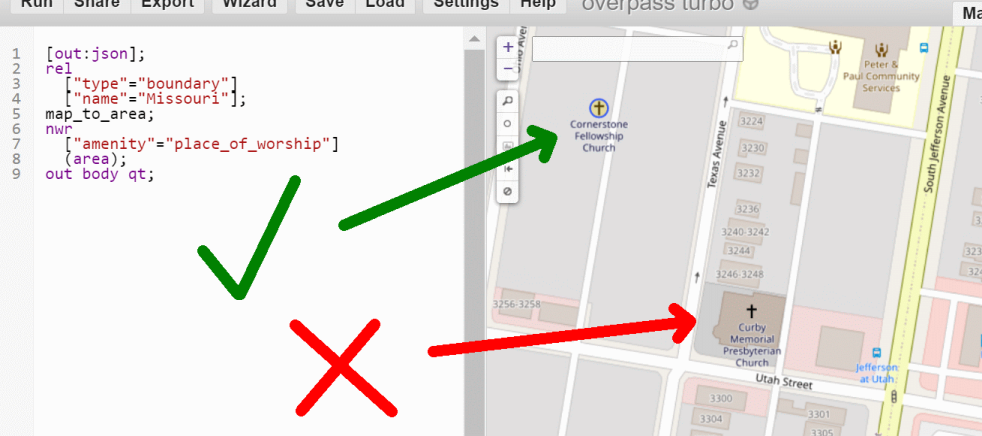 Run Share Export Wizard Save Load Settings Help overpass turbo
Ma
1 [out:json];
2 rel
3 ["type"="boundary"]
4 ["name"="Missouri"];
5 map_to_area;
6 nwr
7 ["amenity"="place_of_worship"]
8 (area);
9 out body qt;
+
−
Peter &
Paul Community
Services
Cornerstone
Fellowship
Church
Texas Avenue
South Jefferson Avenue
3224
3230
3232
3236
3240-3242
3244
3246-3248
3256-3258
Curby
Memorial
Presbyterian
Church
Jefferson
at Utah
Utah Street
3300
3304
3301
3305